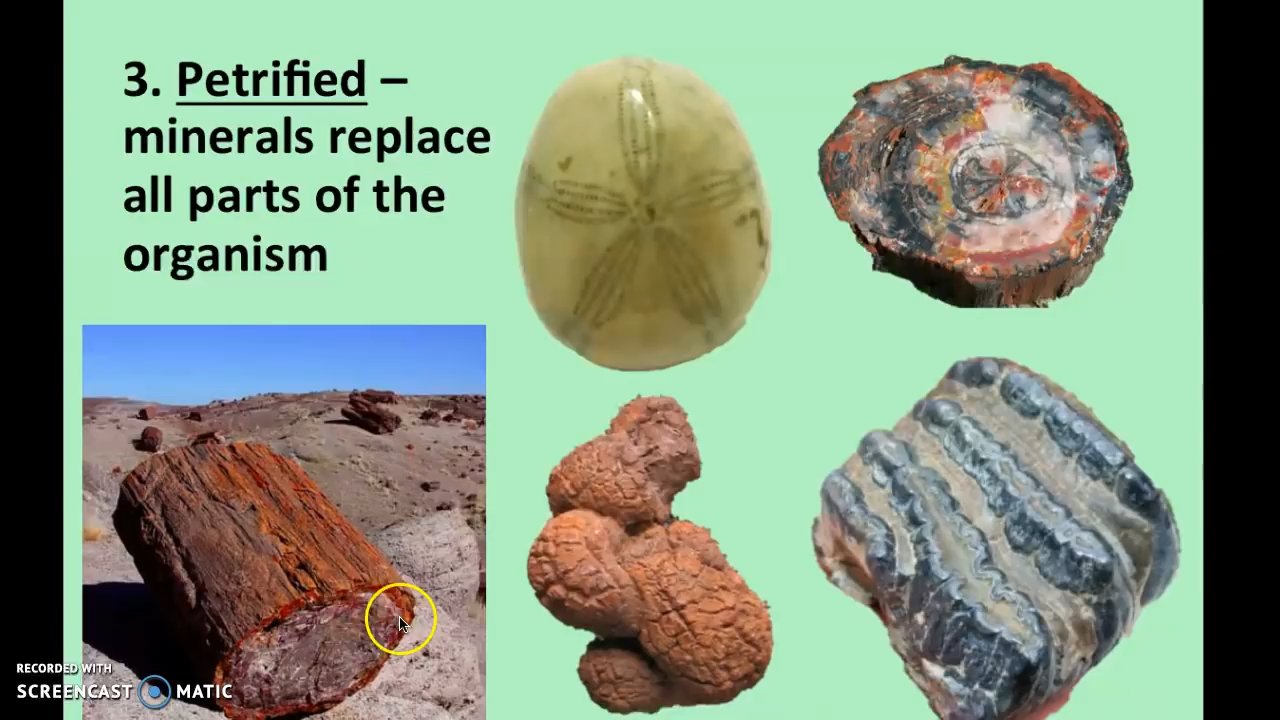 3. Petrified –
minerals replace
all parts of the
organism
RECORDED WITH
SCREENCAST MATIC